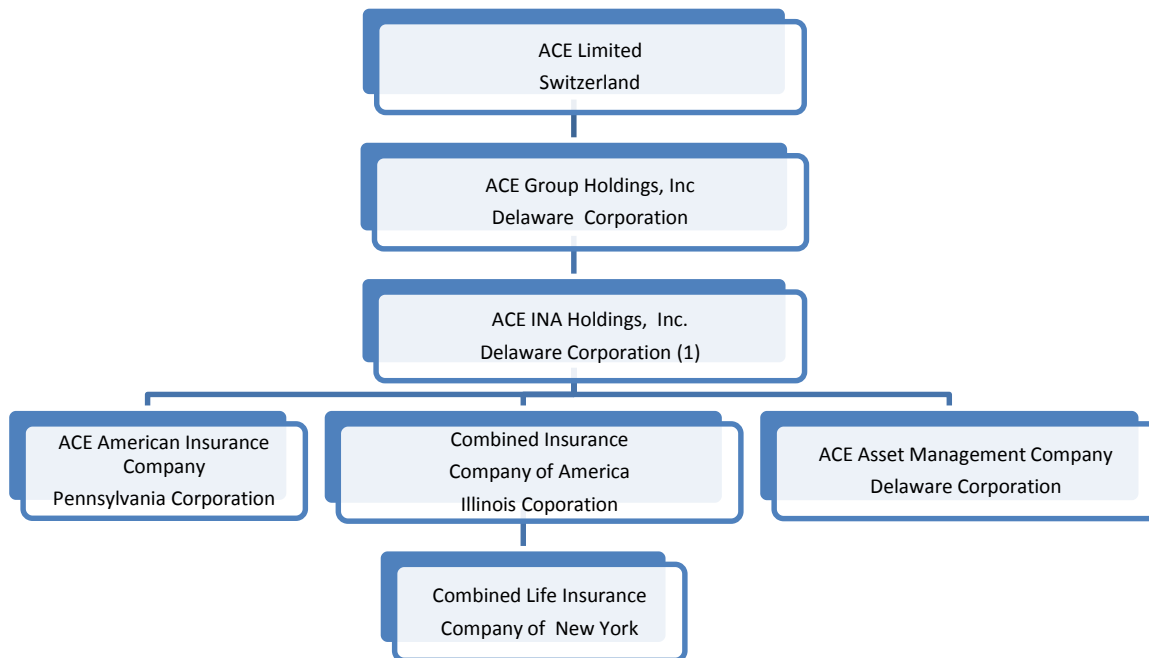 ACE Limited
Switzerland
ACE Group Holdings, Inc
Delaware Corporation
ACE INA Holdings, Inc.
Delaware Corporation (1)
ACE American Insurance
Company
Pennsylvania Corporation
Combined Insurance
Company of America
Illinois Coporation
ACE Asset Management Company
Delaware Corporation
Combined Life Insurance
Company of New York